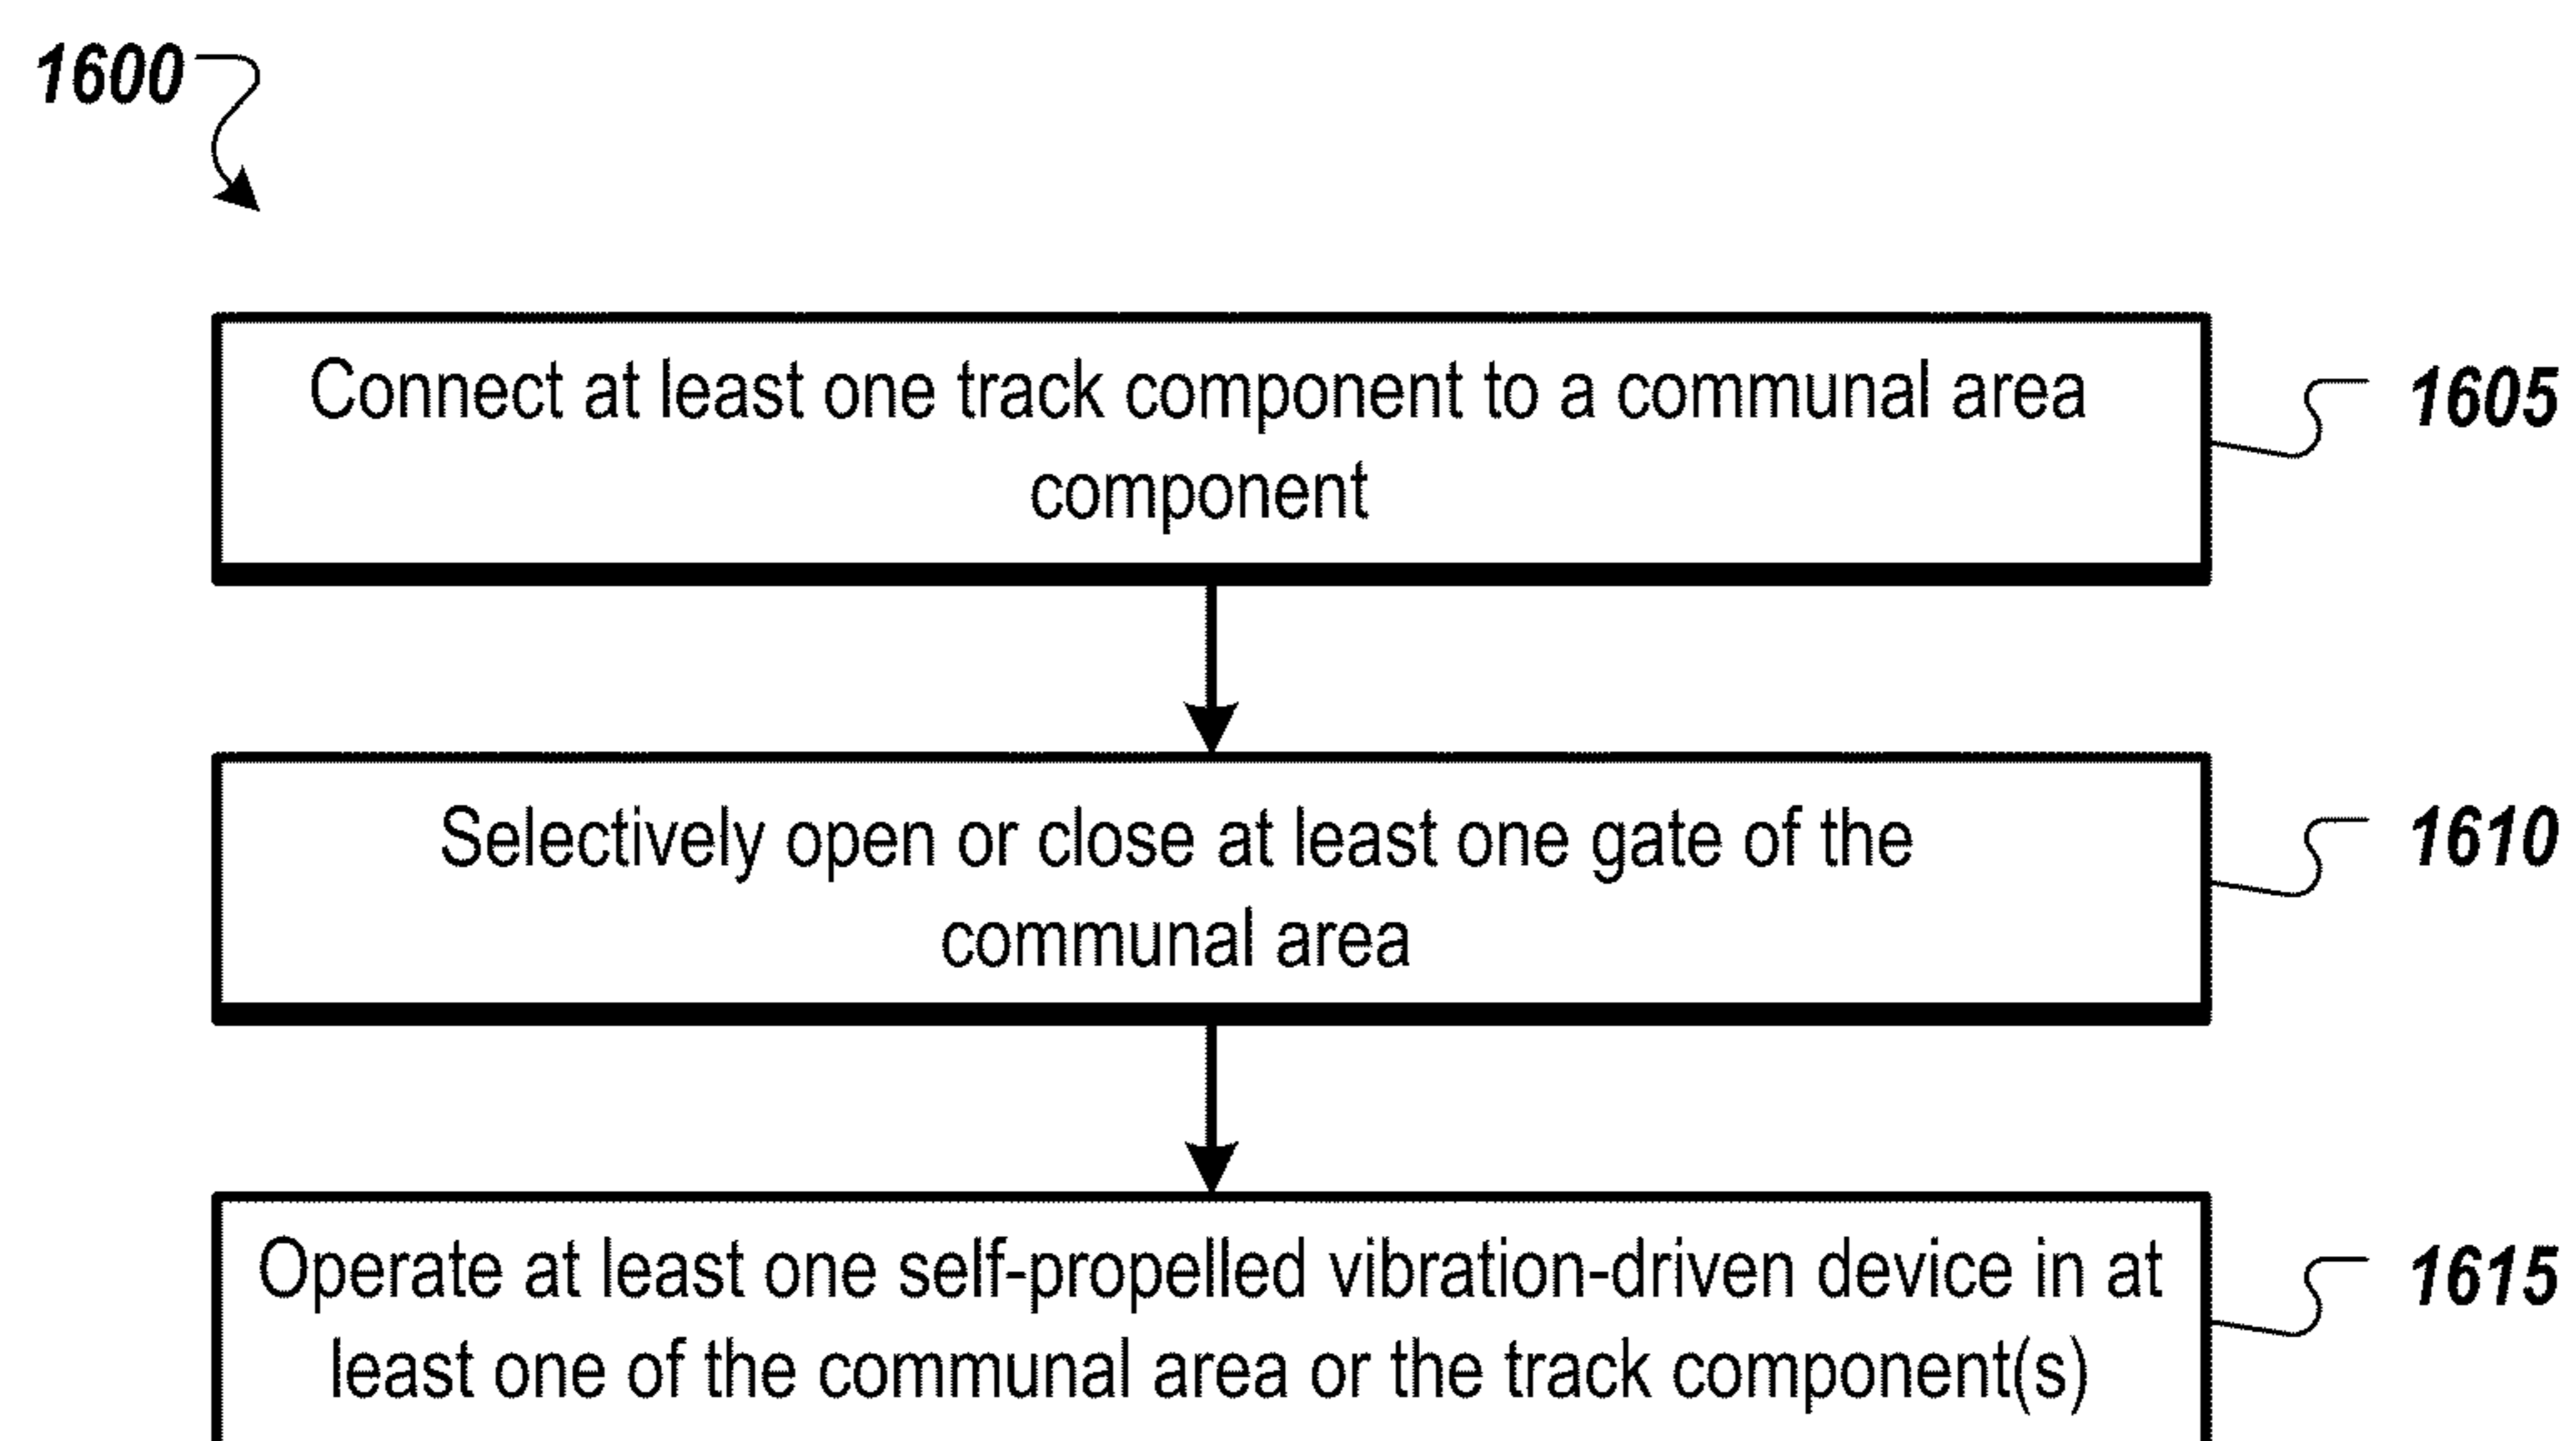 1600
Connect at least one track component to a communal area
component
1605
Selectively open or close at least one gate of the
communal area
1610
Operate at least one self-propelled vibration-driven device in at
least one of the communal area or the track component(s)
1615